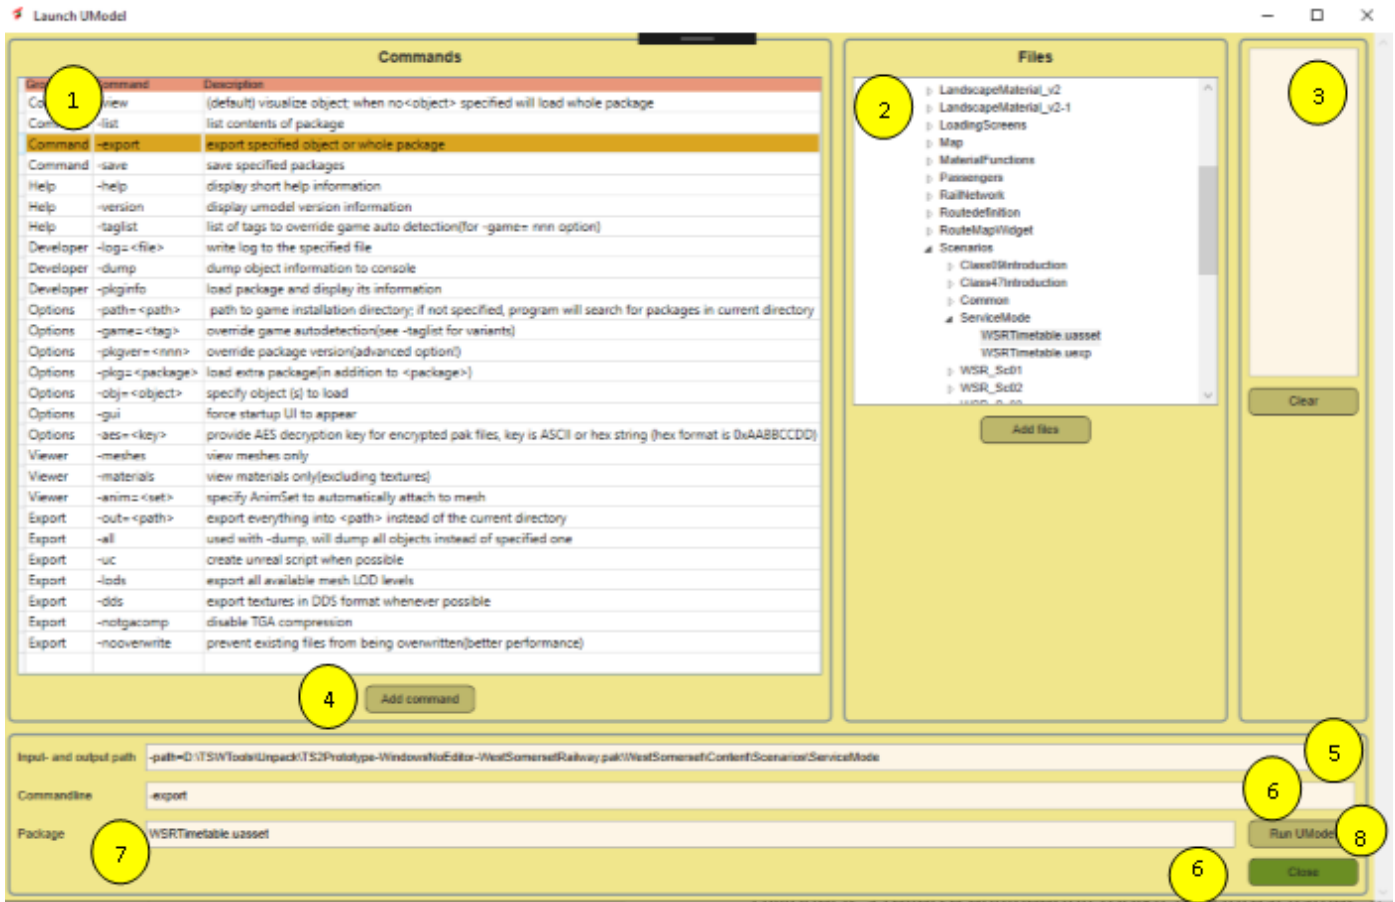 Launch UModel
Commands
Command Description
1
-view (default) visualize object; when no<object> specified will load whole package
-list list contents of package
Command -export export specified object or whole package
Command -save save specified packages
Help -help display short help information
Help -version display umodel version information
Help -taglist list of tags to override game auto detection(for -game= nnn option)
Developer -log=<file> write log to the specified file
Developer -dump dump object information to console
Developer -pkginfo load package and display its information
Options -path=<path> path to game installation directory; if not specified, program will search for packages in current directory
Options -game=<tag> override game autodetection(see -taglist for variants)
Options -pkgver=<nnn> override package version(advanced option!)
Options -pkg=<package> load extra package(in addition to <package>)
Options -obj=<object> specify object (s) to load
Options -gui force startup UI to appear
Options -aes=<key> provide AES decryption key for encrypted pak files, key is ASCII or hex string (hex format is 0xAABBCCDD)
Viewer -meshes view meshes only
Viewer -materials view materials only(excluding textures)
Viewer -anim=<set> specify AnimSet to automatically attach to mesh
Export -out=<path> export everything into <path> instead of the current directory
Export -all used with -dump, will dump all objects instead of specified one
Export -uc create unreal script when possible
Export -lods export all available mesh LOD levels
Export -dds export textures in DDS format whenever possible
Export -notgacomp disable TGA compression
Export -nooverwrite prevent existing files from being overwritten(better performance)
4
Add command
Files
2
LandscapeMaterial_v2
LandscapeMaterial_v2-1
LoadingScreens
Map
MaterialFunctions
Passengers
RailNetwork
Routedefinition
RouteMapWidget
Scenarios
Class09Introduction
Class47Introduction
Common
ServiceMode
WSRTimetable.uasset
WSRTimetable.uexp
WSR_Sc01
WSR_Sc02
Add files
3
Clear
Input- and output path -path=D:\TSWTools\Unpack\TS2Prototype-WindowsNoEditor-WestSomersetRailway.pak\WestSomerset\Content\Scenarios\ServiceMode
5
Commandline -export
6
Package WSRTimetable.uasset
7
Run UModel
8
6
Close